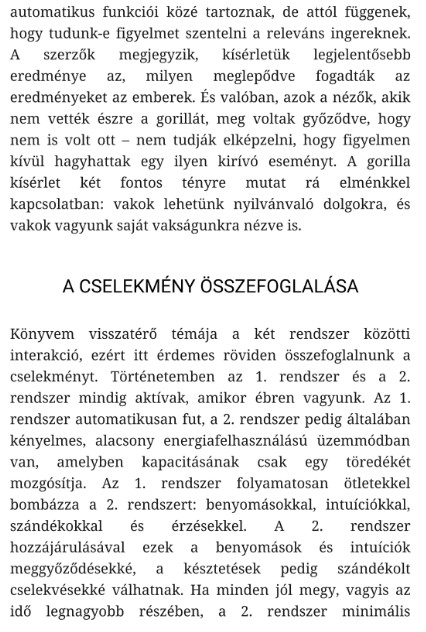 automatikus funkciói közé tartoznak, de attól függenek,
hogy tudunk-e figyelmet szentelni a releváns ingereknek.
A szerzők megjegyzik, kísérletük legjelentősebb
eredménye az, milyen meglepődve fogadták az
eredményeket az emberek. És valóban, azok a nézők, akik
nem vették észre a gorillát, meg voltak győződve, hogy
nem is volt ott – nem tudják elképzelni, hogy figyelmen
kívül hagyhattak egy ilyen kirívó eseményt. A gorilla
kísérlet két fontos tényre mutat rá elménkkel
kapcsolatban: vakok lehetünk nyilvánvaló dolgokra, és
vakok vagyunk saját vakságunkra nézve is.
A CSELEKMÉNY ÖSSZEFOGLALÁSA
Könyvem visszatérő témája a két rendszer közötti
interakció, ezért itt érdemes röviden összefoglalnunk a
cselekményt. Történetemben az 1. rendszer és a 2.
rendszer mindig aktívak, amikor ébren vagyunk. Az 1.
rendszer automatikusan fut, a 2. rendszer pedig általában
kényelmes, alacsony energiafelhasználású üzemmódban
van, amelyben kapacitásának csak egy töredékét
mozgósítja. Az 1. rendszer folyamatosan ötletekkel
bombázza a 2. rendszert: benyomásokkal, intuíciókkal,
szándékokkal és érzésekkel. A 2. rendszer
hozzájárulásával ezek a benyomások és intuíciók
meggyőződésekké, a késztetések pedig szándékolt
cselekvésekké válhatnak. Ha minden jól megy, vagyis az
idő legnagyobb részében, a 2. rendszer minimális